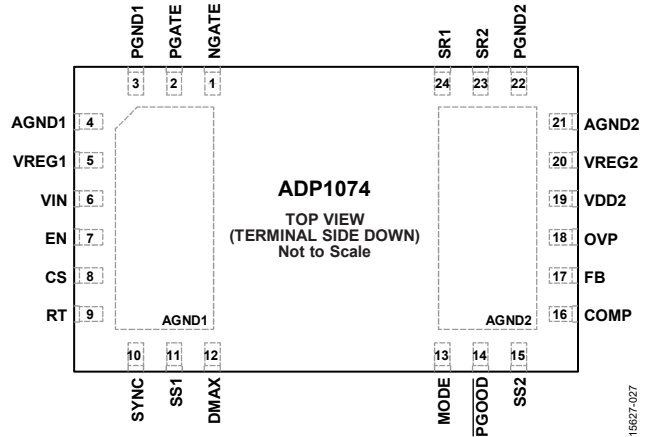 PGND1
PGATE
NGATE
SR1
SR2
PGND2
3
2
1
24
23
22
AGND1 4
21 AGND2
VREG1 5
20 VREG2
VIN 6
19 VDD2
EN 7
18 OVP
CS 8
17 FB
RT 9
16 COMP
ADP1074
TOP VIEW
(TERMINAL SIDE DOWN)
Not to Scale
AGND1
AGND2
10
11
12
13
14
15
SYNC
SS1
DMAX
MODE
PGOOD
SS2
15627-027